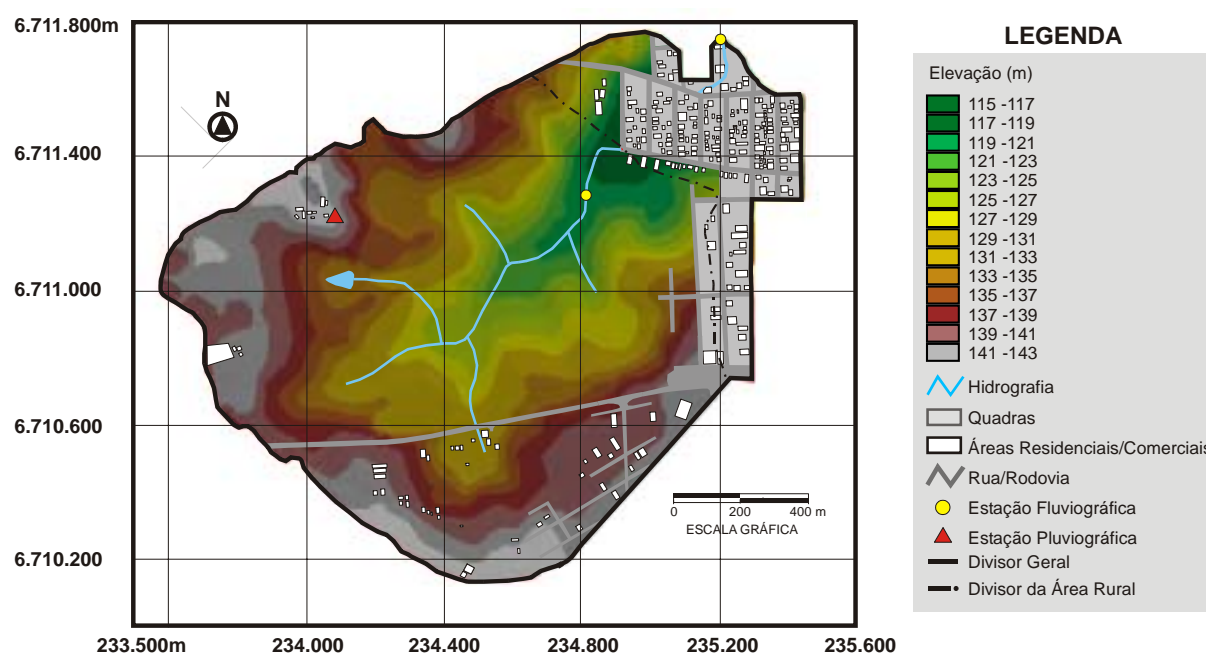 6.711.800m
6.711.400
6.711.000
6.710.600
6.710.200
N
0 200 400 m
ESCALA GRÁFICA
233.500m 234.000 234.400 234.800 235.200 235.600
LEGENDA
Elevação (m)
115 -117
117 -119
119 -121
121 -123
123 -125
125 -127
127 -129
129 -131
131 -133
133 -135
135 -137
137 -139
139 -141
141 -143
Hidrografia
Quadras
Áreas Residenciais/Comerciais
Rua/Rodovia
Estação Fluviográfica
Estação Pluviográfica
Divisor Geral
Divisor da Área Rural